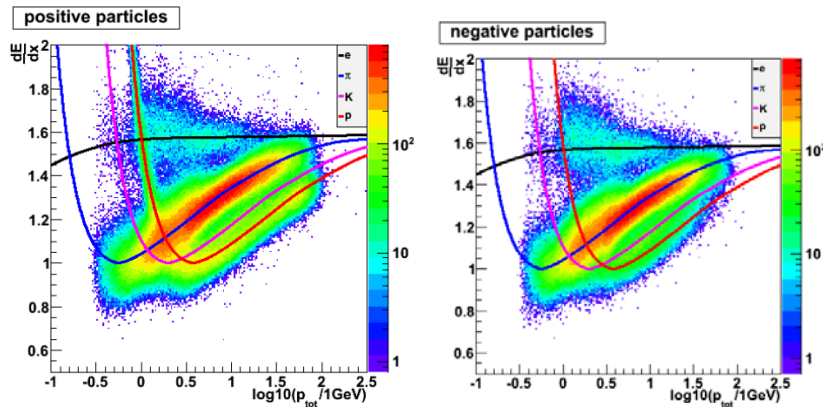 positive particles
dE
dx
2
1.8
1.6
1.4
1.2
1
0.8
0.6
-1 -0.5 0 0.5 1 1.5 2 2.5
log10(p_tot/1GeV)
e
π
K
p
10²
10
1
negative particles
dE
dx
2
1.8
1.6
1.4
1.2
1
0.8
0.6
-1 -0.5 0 0.5 1 1.5 2 2.5
log10(p_tot/1GeV)
e
π
K
p
10²
10
1